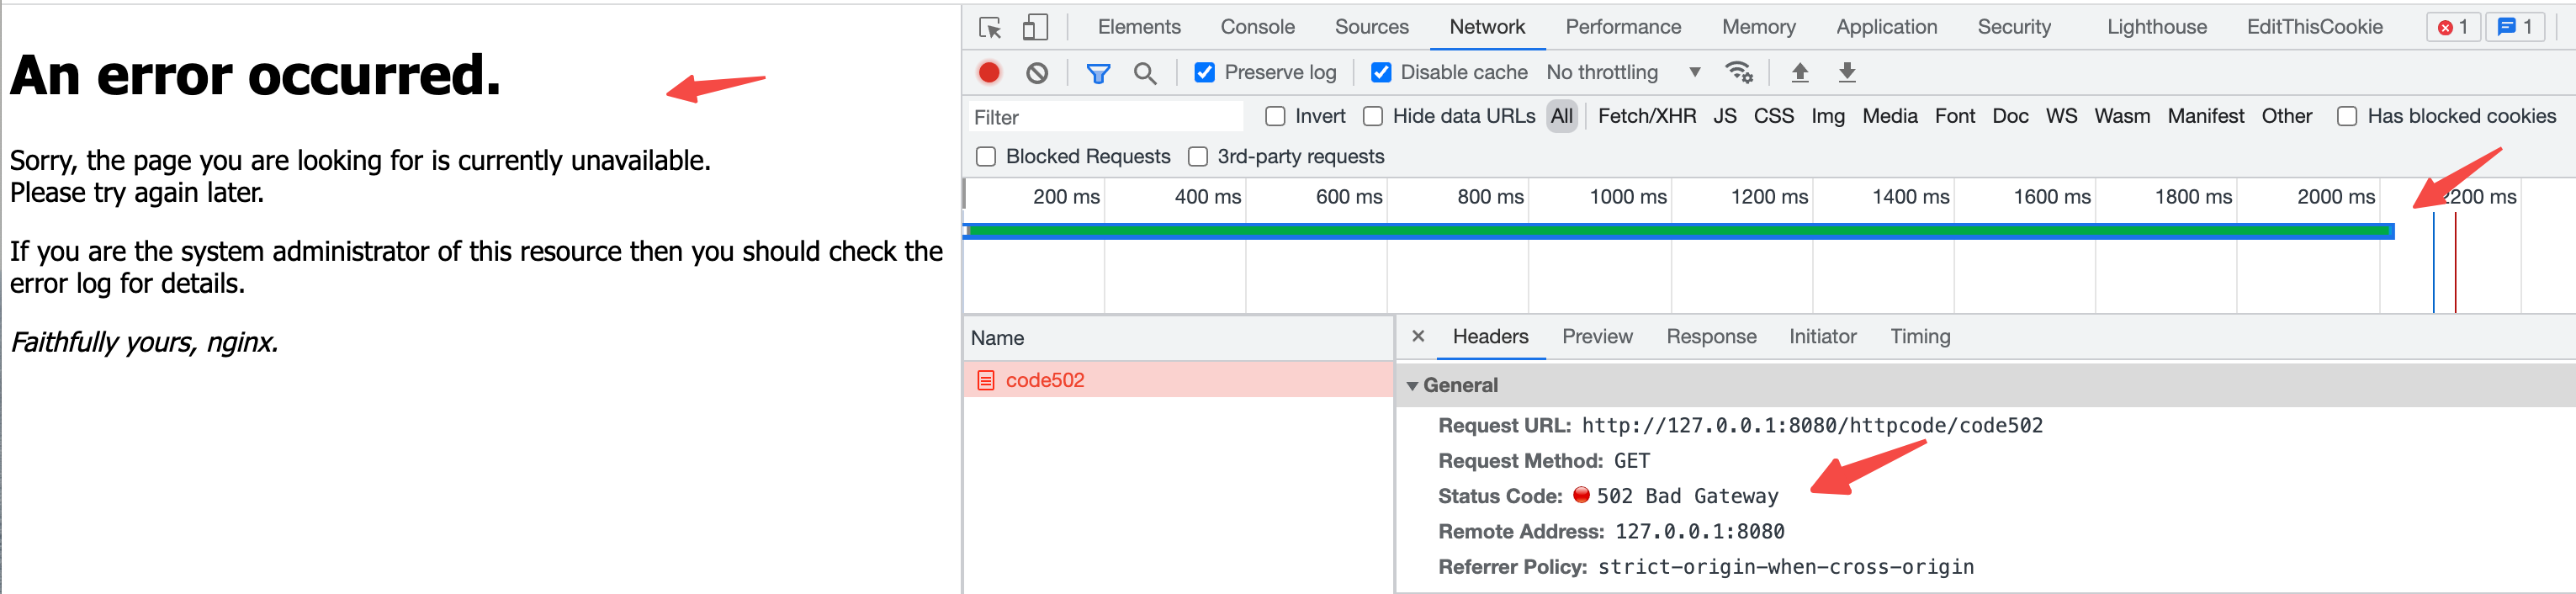 An error occurred.
Sorry, the page you are looking for is currently unavailable.
Please try again later.
If you are the system administrator of this resource then you should check the
error log for details.
Faithfully yours, nginx.
Elements Console Sources Network Performance Memory Application Security Lighthouse EditThisCookie 1 1
Preserve log Disable cache No throttling
Filter Invert Hide data URLs All Fetch/XHR JS CSS Img Media Font Doc WS Wasm Manifest Other Has blocked cookies
Blocked Requests 3rd-party requests
200 ms 400 ms 600 ms 800 ms 1000 ms 1200 ms 1400 ms 1600 ms 1800 ms 2000 ms 2200 ms
Name
code502
Headers Preview Response Initiator Timing
General
Request URL: http://127.0.0.1:8080/httpcode/code502
Request Method: GET
Status Code: 502 Bad Gateway
Remote Address: 127.0.0.1:8080
Referrer Policy: strict-origin-when-cross-origin